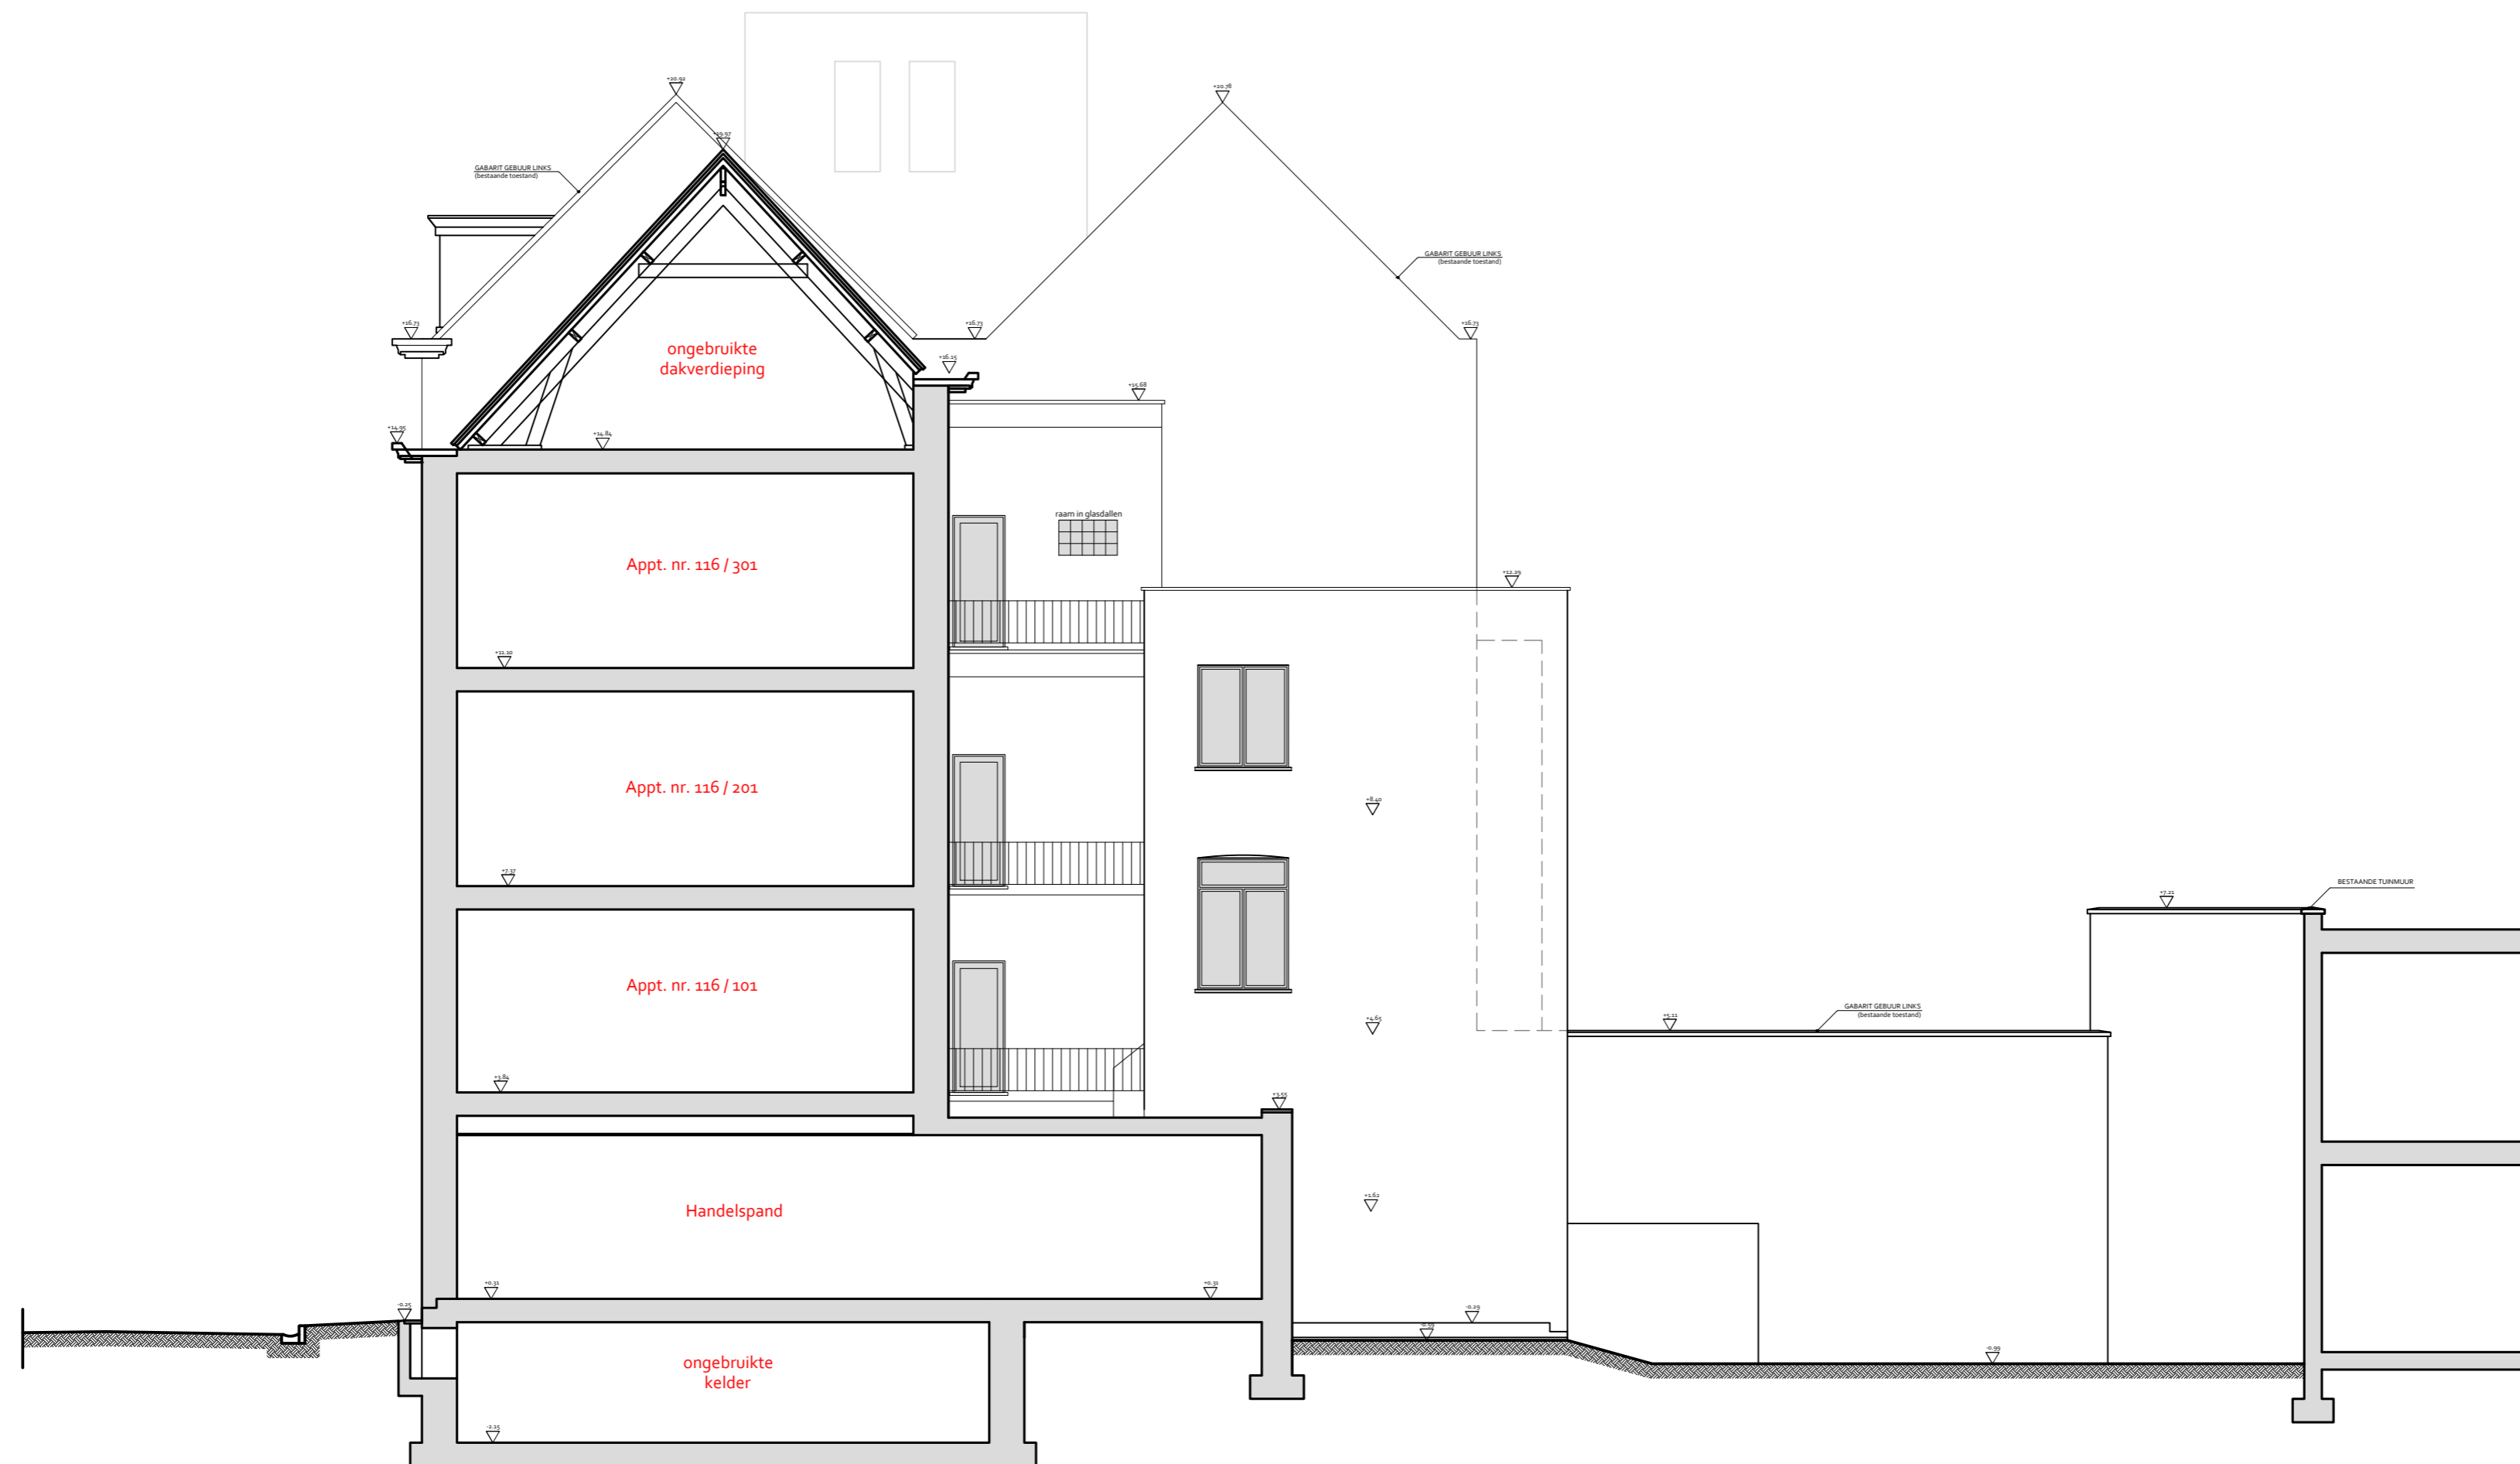 +20.92
+20.78
+19.97
GABARIT GEBUUR LINKS
(bestaande toestand)
GABARIT GEBUUR LINKS
(bestaande toestand)
+16.73
+16.73
+16.73
ongebruikte
dakverdieping
+16.15
+15.68
+14.95
+14.84
raam in glasdallen
Appt. nr. 116 / 301
+12.29
+11.10
Appt. nr. 116 / 201
+8.40
+7.37
BESTAANDE TUINMUUR
+7.21
Appt. nr. 116 / 101
GABARIT GEBUUR LINKS
(bestaande toestand)
+5.11
+4.65
+3.84
+3.55
+1.62
Handelspand
+0.31
+0.31
-0.25
-0.29
-0.59
-0.99
ongebruikte
kelder
-2.15